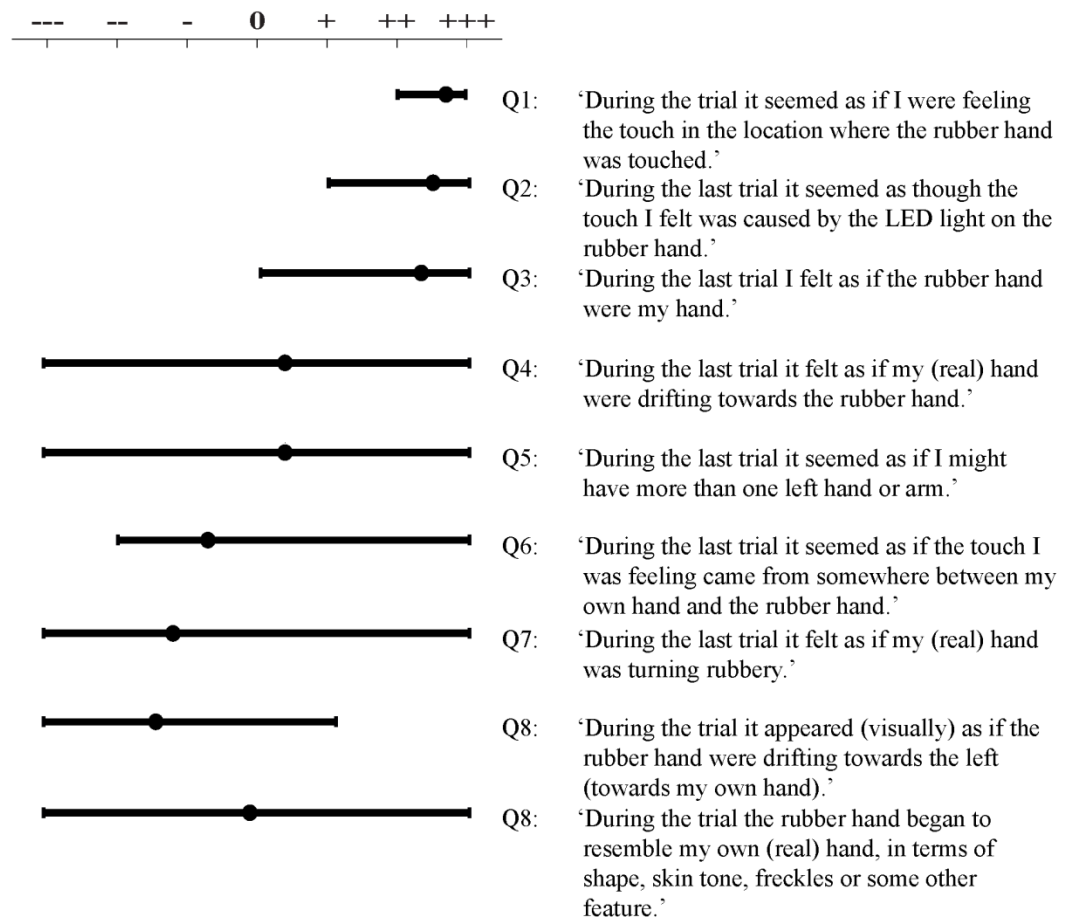 --- -- - 0 + ++ +++
Q1: ‘During the trial it seemed as if I were feeling
the touch in the location where the rubber hand
was touched.’
Q2: ‘During the last trial it seemed as though the
touch I felt was caused by the LED light on the
rubber hand.’
Q3: ‘During the last trial I felt as if the rubber hand
were my hand.’
Q4: ‘During the last trial it felt as if my (real) hand
were drifting towards the rubber hand.’
Q5: ‘During the last trial it seemed as if I might
have more than one left hand or arm.’
Q6: ‘During the last trial it seemed as if the touch I
was feeling came from somewhere between my
own hand and the rubber hand.’
Q7: ‘During the last trial it felt as if my (real) hand
was turning rubbery.’
Q8: ‘During the trial it appeared (visually) as if the
rubber hand were drifting towards the left
(towards my own hand).’
Q8: ‘During the trial the rubber hand began to
resemble my own (real) hand, in terms of
shape, skin tone, freckles or some other
feature.’